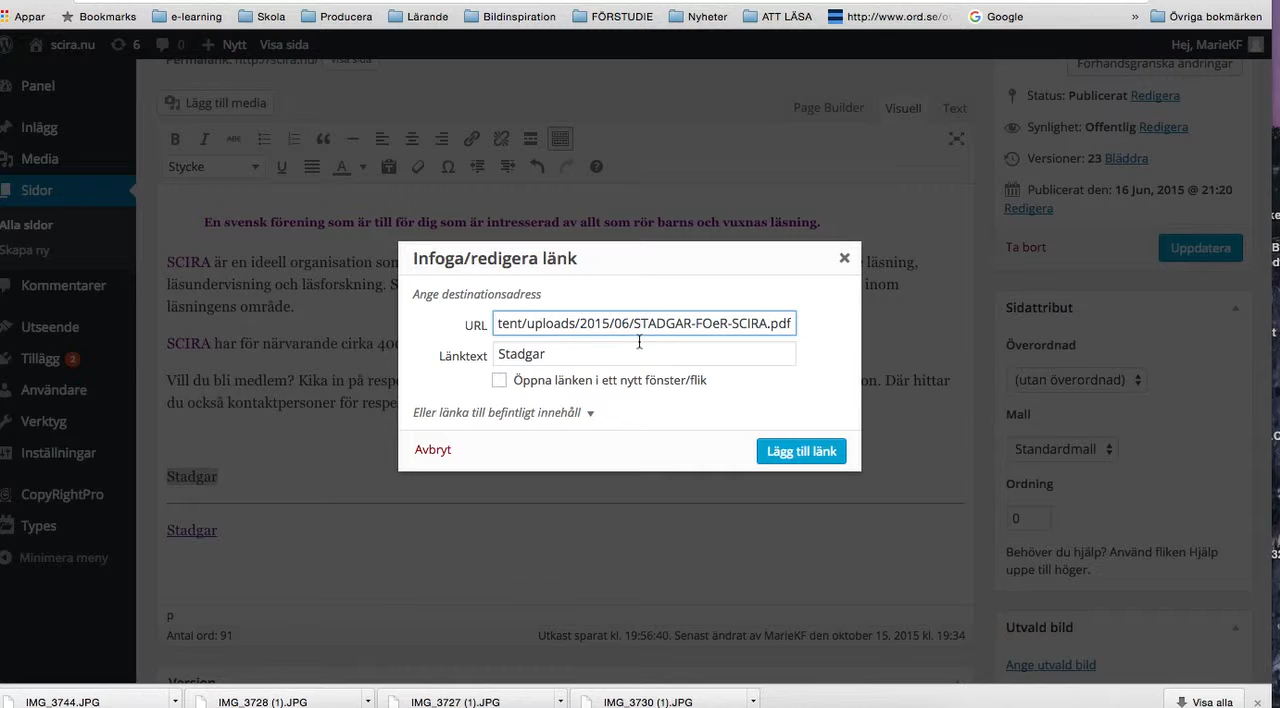 Appar Bookmarks e-learning Skola Producera Lärande Bildinspiration FÖRSTUDIE Nyheter ATT LÄSA http://www.ord.se/ov Google » Övriga bokmärken
scira.nu 6 0 Nytt Visa sida Hej, MarieKF
Permalänk: http://scira.nu/ Visa sida
Förhandsgranska ändringar
Panel
Inlägg
Media
Sidor
Alla sidor
Skapa ny
Kommentarer
Utseende
Tillägg 2
Användare
Verktyg
Inställningar
CopyRightPro
Types
Minimera meny
Lägg till media
Page Builder Visuell Text
B I ABC
Stycke U A Ω ?
En svensk förening som är till för dig som är intresserad av allt som rör barns och vuxnas läsning.
SCIRA är en ideell organisation som läsning,
läsundervisning och läsforskning. S inom
läsningens område.
SCIRA har för närvarande cirka 400
Vill du bli medlem? Kika in på resp on. Där hittar
du också kontaktpersoner för respe
Stadgar
Stadgar
p
Antal ord: 91 Utkast sparat kl. 19:56:40. Senast ändrat av MarieKF den oktober 15, 2015 kl. 19:34
Version
Infoga/redigera länk
Ange destinationsadress
URL tent/uploads/2015/06/STADGAR-FOeR-SCIRA.pdf
Länktext Stadgar
Öppna länken i ett nytt fönster/flik
Eller länka till befintligt innehåll
Avbryt Lägg till länk
Status: Publicerat Redigera
Synlighet: Offentlig Redigera
Versioner: 23 Bläddra
Publicerat den: 16 Jun, 2015 @ 21:20
Redigera
Ta bort Uppdatera
Sidattribut
Överordnad
(utan överordnad)
Mall
Standardmall
Ordning
0
Behöver du hjälp? Använd fliken Hjälp
uppe till höger.
Utvald bild
Ange utvald bild
IMG_3744.JPG IMG_3728 (1).JPG IMG_3727 (1).JPG IMG_3730 (1).JPG Visa alla